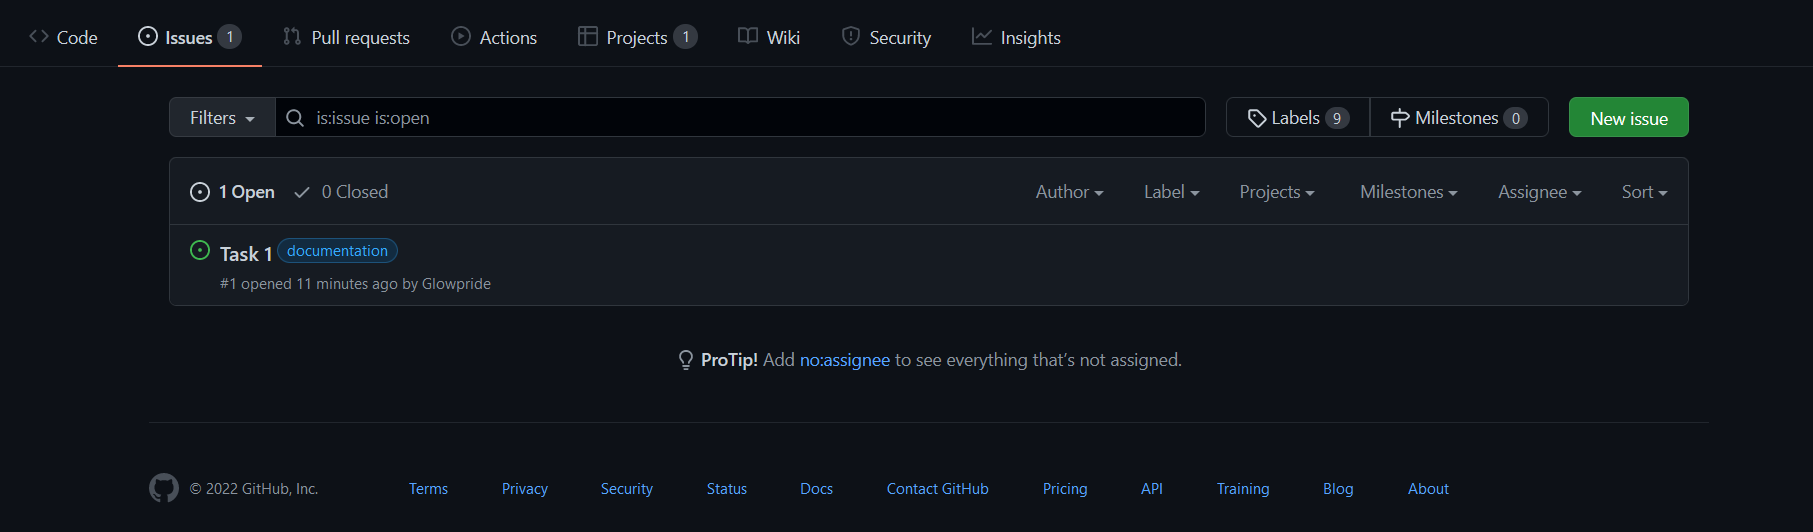 Code Issues 1 Pull requests Actions Projects 1 Wiki Security Insights
Filters is:issue is:open Labels 9 Milestones 0 New issue
1 Open 0 Closed Author Label Projects Milestones Assignee Sort
Task 1 documentation
#1 opened 11 minutes ago by Glowpride
ProTip! Add no:assignee to see everything that’s not assigned.
© 2022 GitHub, Inc. Terms Privacy Security Status Docs Contact GitHub Pricing API Training Blog About